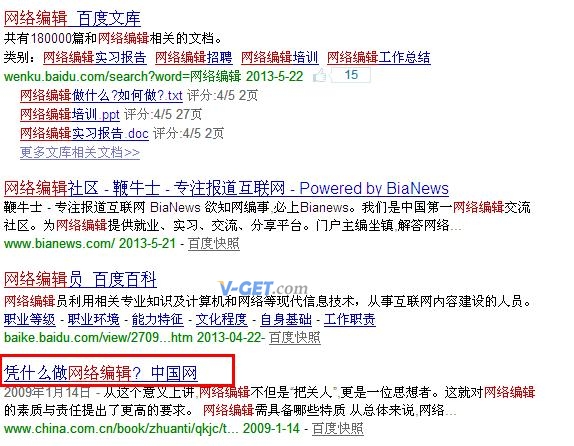 网络编辑_百度文库
共有180000篇和网络编辑相关的文档。
类别: 网络编辑实习报告 网络编辑招聘 网络编辑培训 网络编辑工作总结
wenku.baidu.com/search?word=网络编辑 2013-5-22 15
网络编辑做什么?如何做?.txt 评分:4/5 2页
网络编辑培训.ppt 评分:4/5 27页
网络编辑实习报告.doc 评分:4/5 2页
更多文库相关文档>>
网络编辑社区 - 鞭牛士 - 专注报道互联网 - Powered by BiaNews
鞭牛士 - 专注报道互联网 BiaNews 欲知网编事,必上Bianews。我们是中国第一网络编辑交流
社区。为网络编辑提供就业、实习、交流、分享平台。门户主编坐镇,解答网络...
www.bianews.com/ 2013-5-21 - 百度快照
网络编辑员_百度百科
V-GET.com
网络编辑员利用相关专业知识及计算机和网络等现代信息技术，从事互联网内容建设的人员。
职业等级 - 职业环境 - 能力特征 - 文化程度 - 自身基础 - 工作职责
baike.baidu.com/view/2709...htm 2013-04-22- 百度快照
凭什么做网络编辑? 中国网
2009年1月14日 - 从这个意义上讲,网络编辑不但是“把关人”,更是一位思想者。这就对网络编辑
的素质与责任提出了更高的要求。 网络编辑需具备哪些特质 从总体来说,网络...
www.china.com.cn/book/zhuanti/qkjc/t... 2009-1-14 - 百度快照